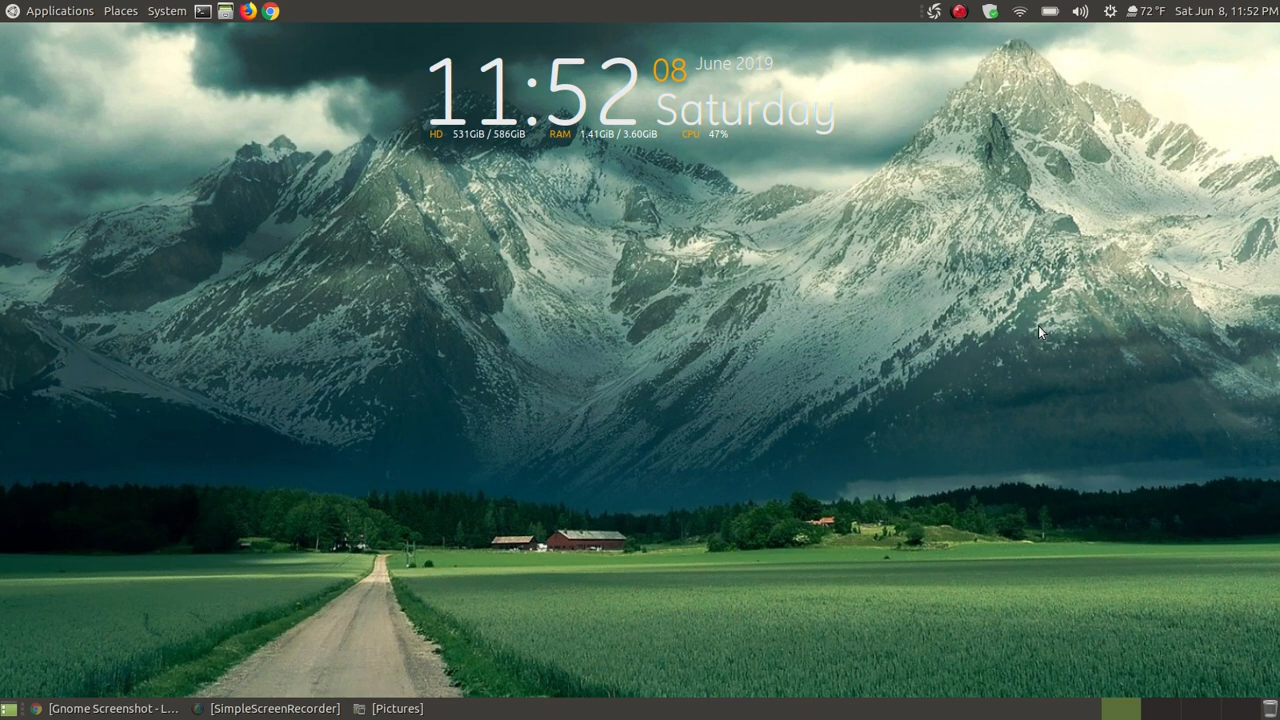 Applications Places System 72 °F Sat Jun 8, 11:52 PM
11:52 08 June 2019
Saturday
HD 531GiB / 586GiB RAM 1.41GiB / 3.60GiB CPU 47%
[Gnome Screenshot - L... [SimpleScreenRecorder] [Pictures]